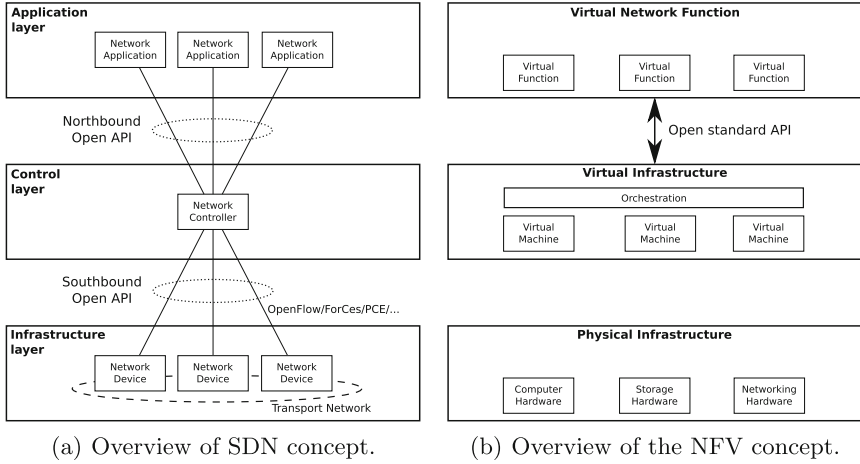 Application
layer
Network
Application
Network
Application
Network
Application
Northbound
Open API
Control
layer
Network
Controller
Southbound
Open API
OpenFlow/ForCes/PCE/...
Infrastructure
layer
Network
Device
Network
Device
Network
Device
Transport Network
(a) Overview of SDN concept.
Virtual Network Function
Virtual
Function
Virtual
Function
Virtual
Function
Open standard API
Virtual Infrastructure
Orchestration
Virtual
Machine
Virtual
Machine
Virtual
Machine
Physical Infrastructure
Computer
Hardware
Storage
Hardware
Networking
Hardware
(b) Overview of the NFV concept.